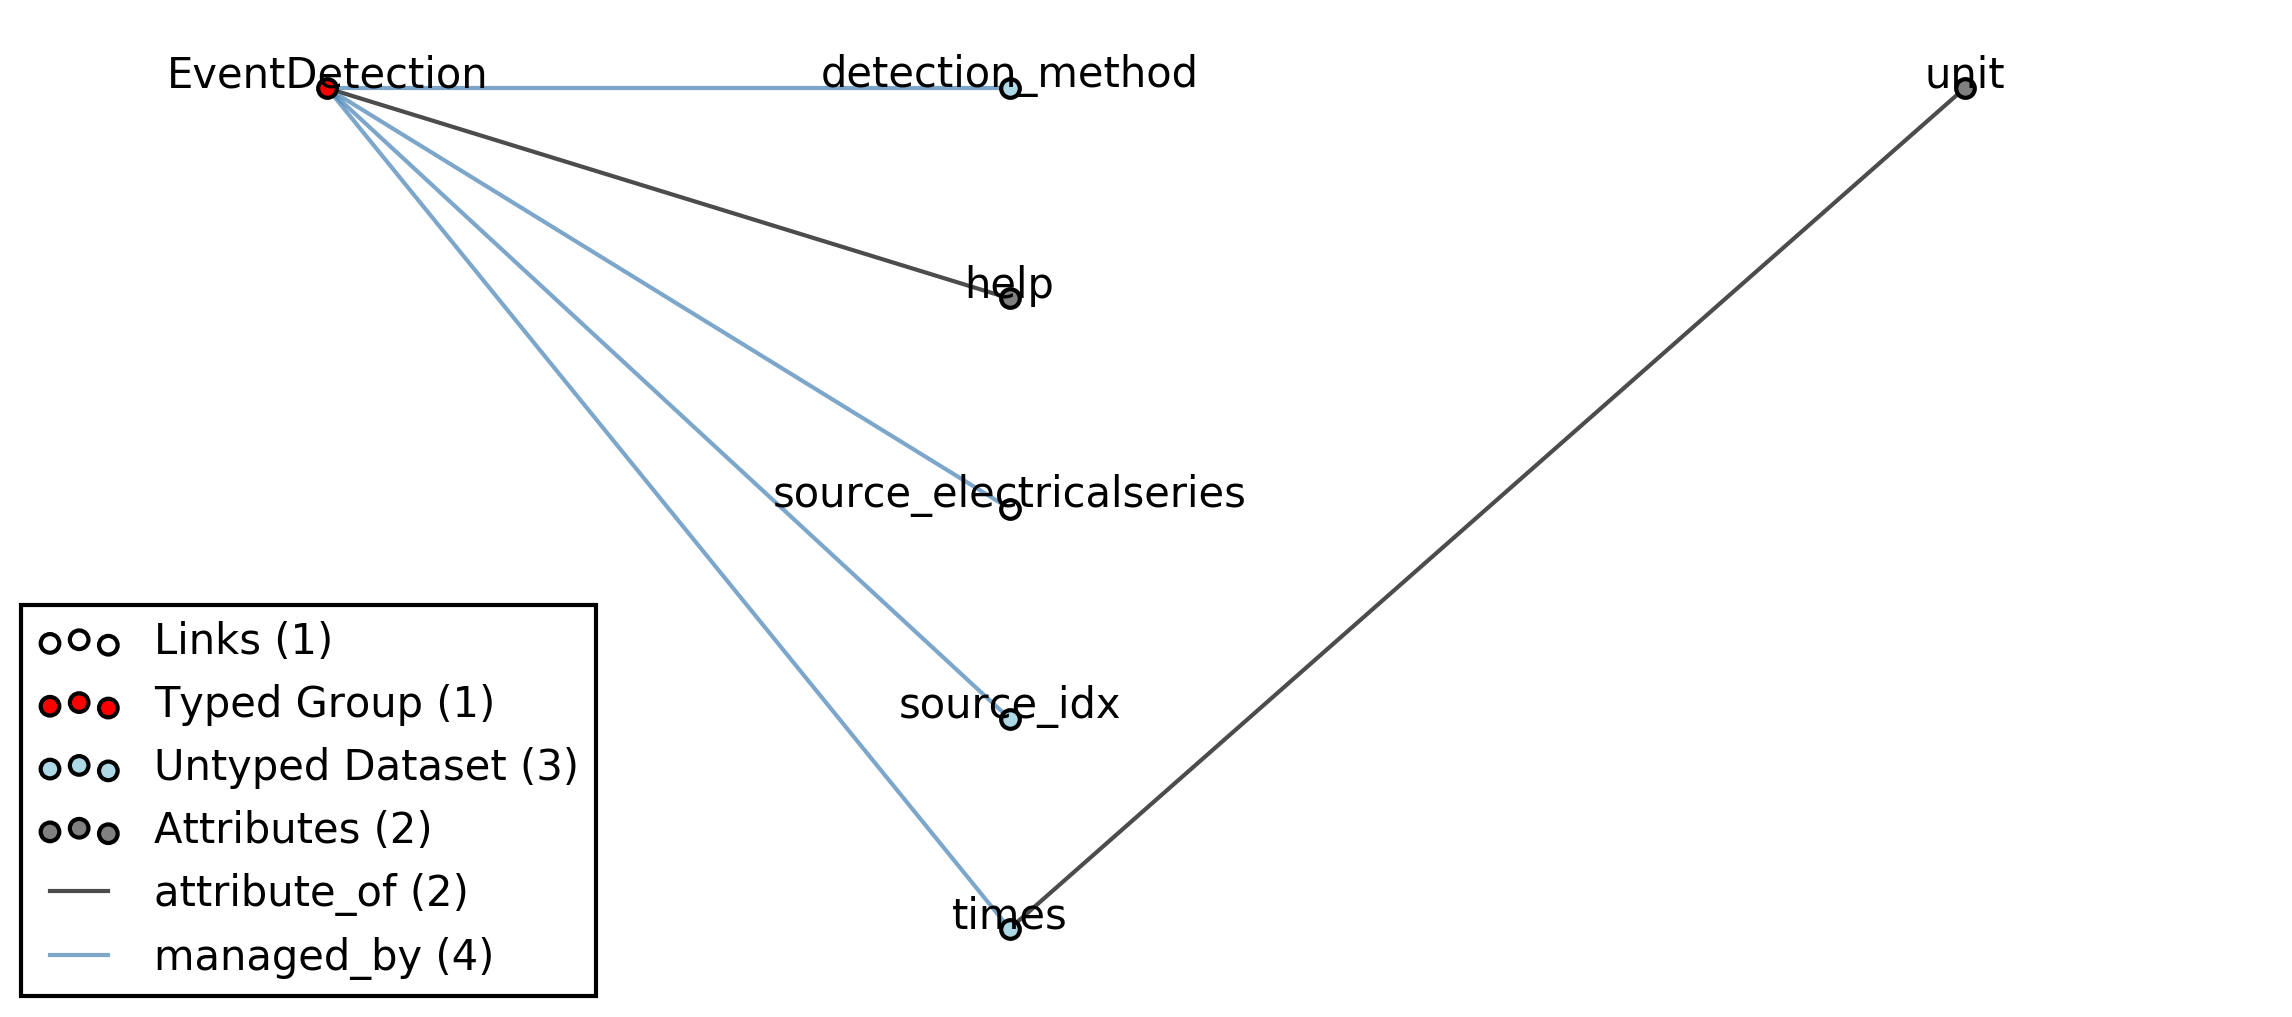 EventDetection
detection_method
unit
help
source_electricalseries
source_idx
times
Links (1)
Typed Group (1)
Untyped Dataset (3)
Attributes (2)
attribute_of (2)
managed_by (4)